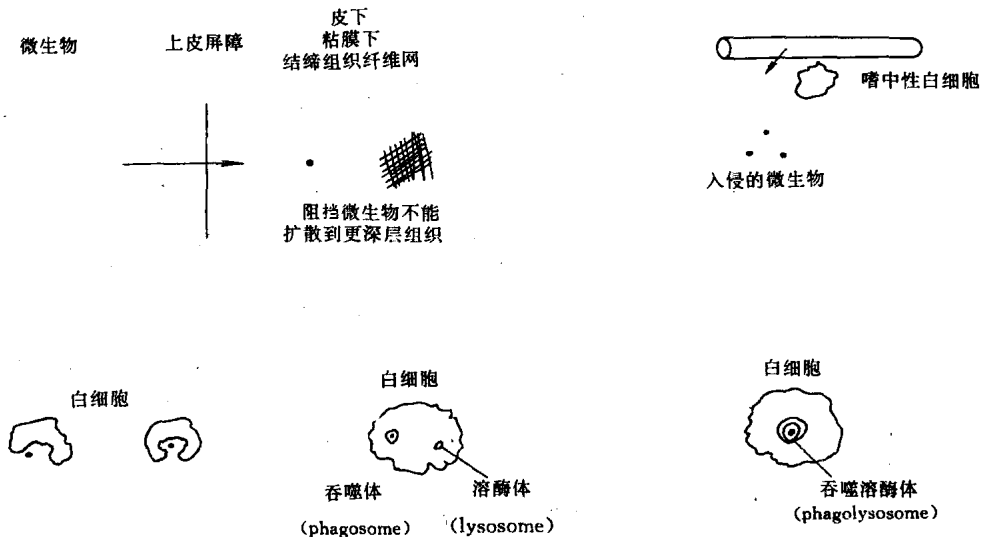 微生物
上皮屏障
皮下
粘膜下
结缔组织纤维网
阻挡微生物不能
扩散到更深层组织
嗜中性白细胞
入侵的微生物
白细胞
白细胞
吞噬体
(phagosome)
溶酶体
(lysosome)
白细胞
吞噬溶酶体
(phagolysosome)